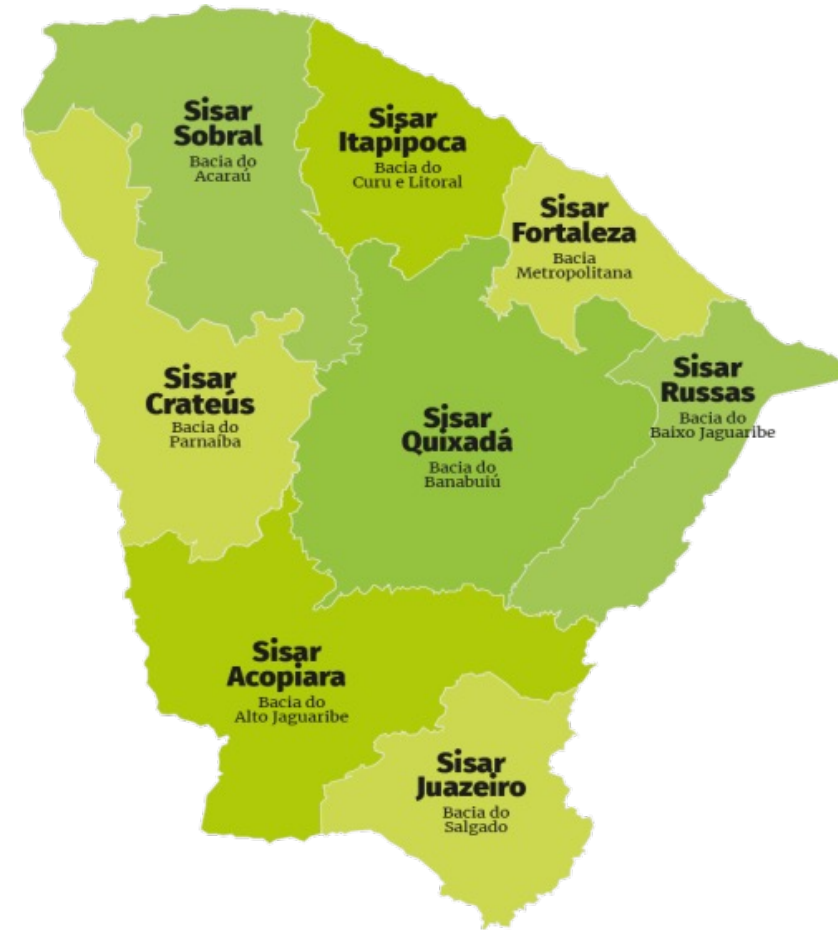 Sisar
Sobral
Bacia do
Acaraú
Sisar
Itapipoca
Bacia do
Curu e Litoral
Sisar
Fortaleza
Bacia
Metropolitana
Sisar
Crateús
Bacia do
Parnaíba
Sisar
Quixadá
Bacia do
Banabuiú
Sisar
Russas
Bacia do
Baixo Jaguaribe
Sisar
Acopiara
Bacia do
Alto Jaguaribe
Sisar
Juazeiro
Bacia do
Salgado